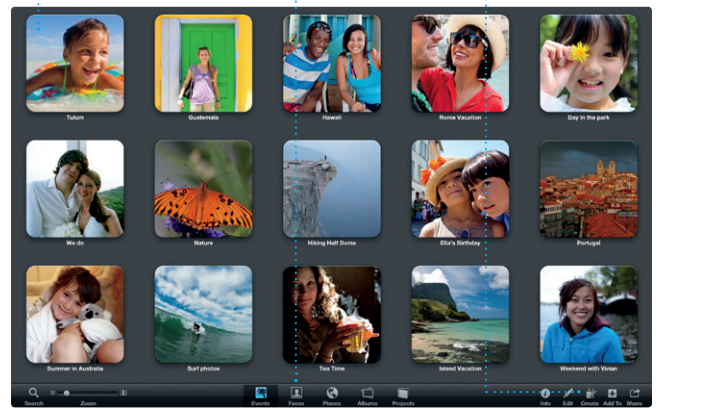 Tulum Guatemala Hawaii Rome Vacation Day in the park
We do Nature Hiking Half Dome Ella's Birthday Portugal
Summer in Australia Surf photos Tea Time Island Vacation Weekend with Vivian
Search Zoom Events Faces Places Albums Projects Info Edit Create Add To Share